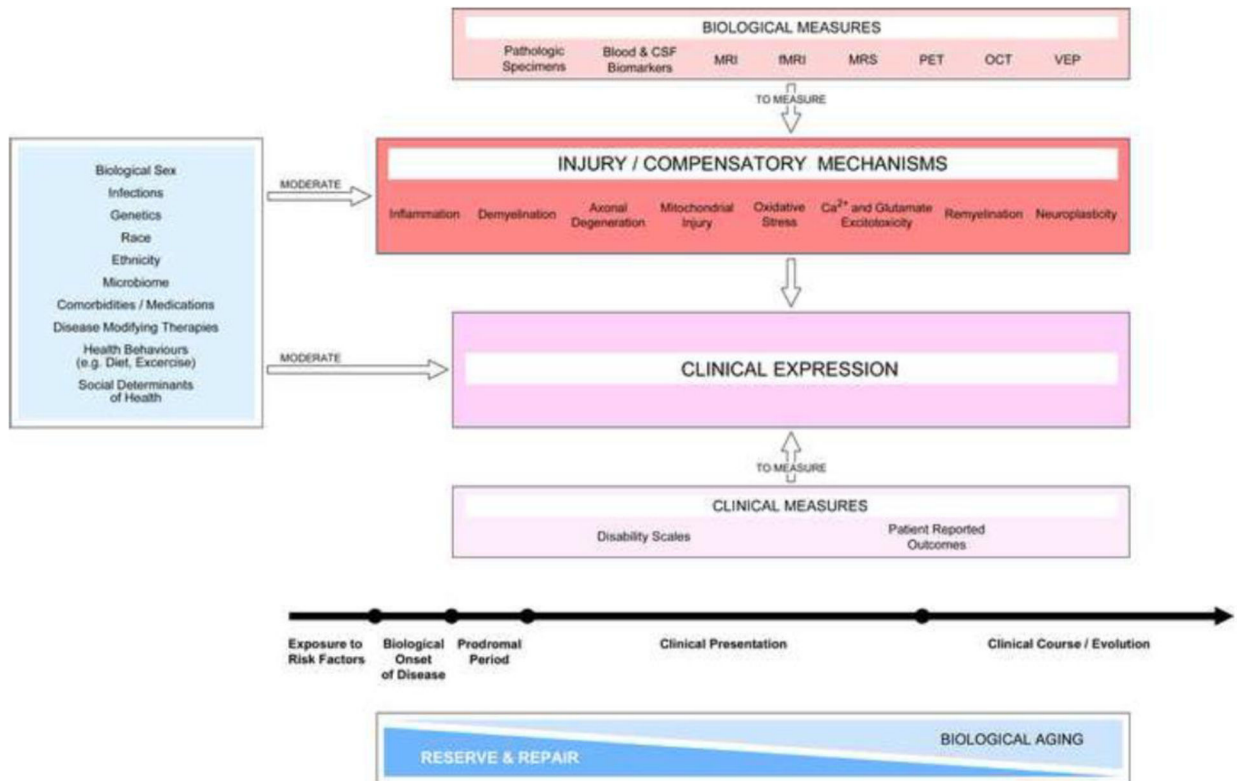 BIOLOGICAL MEASURES
Pathologic
Specimens
Blood & CSF
Biomarkers
MRI
fMRI
MRS
PET
OCT
VEP
TO MEASURE
Biological Sex
Infections
Genetics
Race
Ethnicity
Microbiome
Comorbidities / Medications
Disease Modifying Therapies
Health Behaviours
(e.g. Diet, Excercise)
Social Determinants
of Health
MODERATE
INJURY / COMPENSATORY MECHANISMS
Inflammation
Demyelination
Axonal
Degeneration
Mitochondrial
Injury
Oxidative
Stress
Ca²⁺ and Glutamate
Excitotoxicity
Remyelination
Neuroplasticity
MODERATE
CLINICAL EXPRESSION
TO MEASURE
CLINICAL MEASURES
Disability Scales
Patient Reported
Outcomes
Exposure to
Risk Factors
Biological
Onset
of Disease
Prodromal
Period
Clinical Presentation
Clinical Course / Evolution
BIOLOGICAL AGING
RESERVE & REPAIR